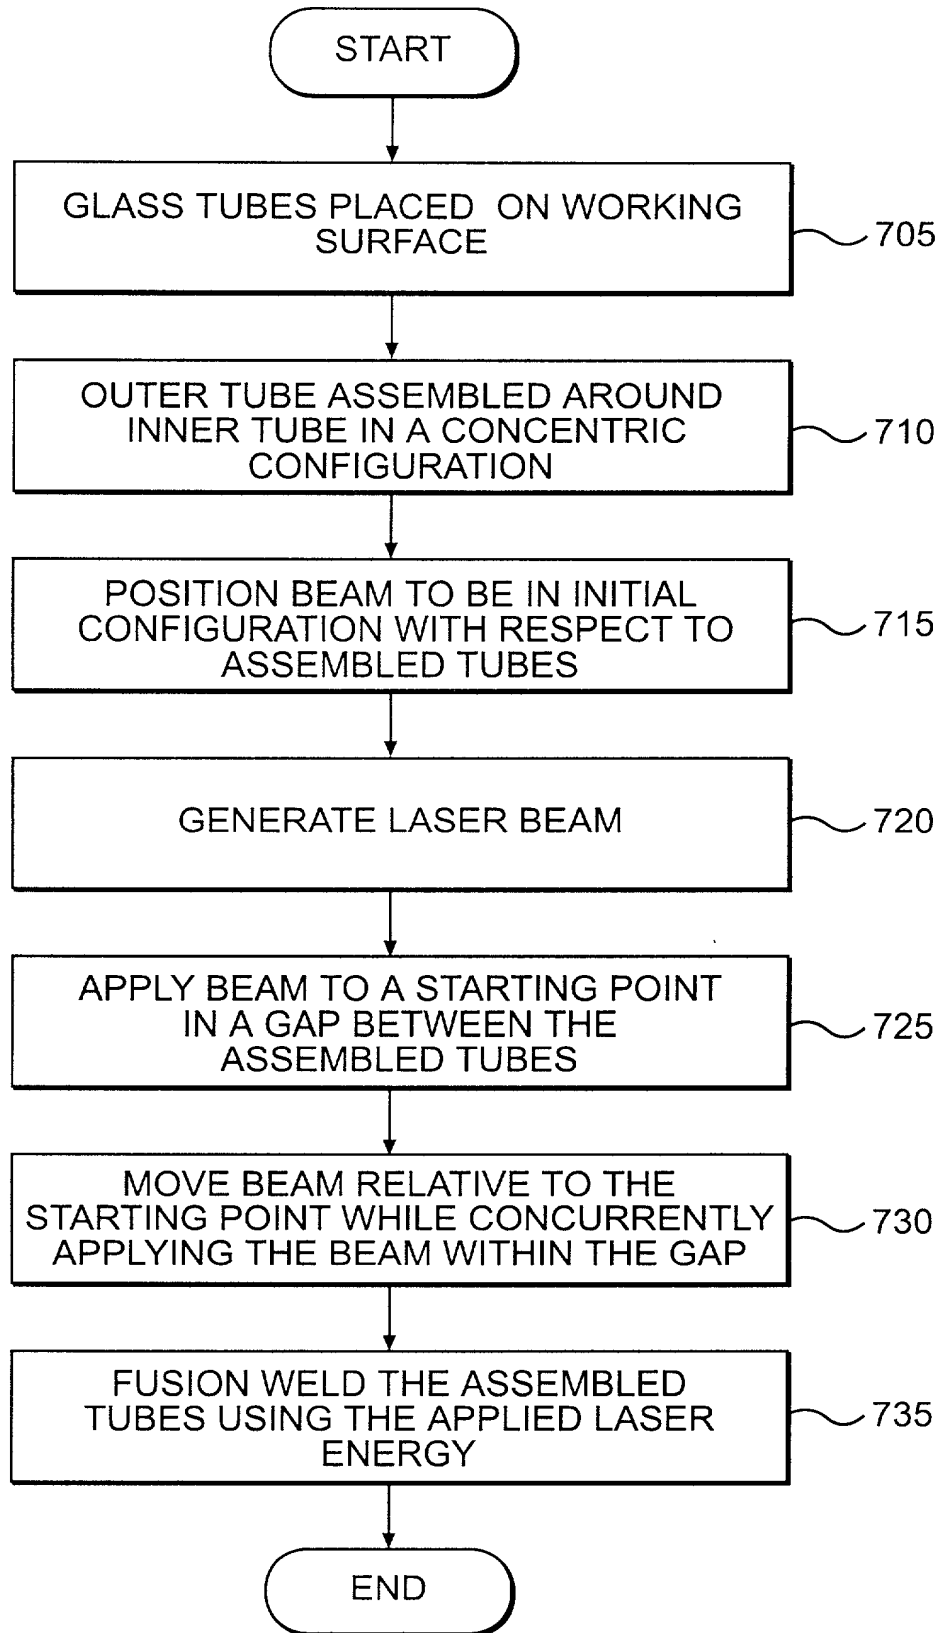 START
GLASS TUBES PLACED ON WORKING
SURFACE
705
OUTER TUBE ASSEMBLED AROUND
INNER TUBE IN A CONCENTRIC
CONFIGURATION
710
POSITION BEAM TO BE IN INITIAL
CONFIGURATION WITH RESPECT TO
ASSEMBLED TUBES
715
GENERATE LASER BEAM
720
APPLY BEAM TO A STARTING POINT
IN A GAP BETWEEN THE
ASSEMBLED TUBES
725
MOVE BEAM RELATIVE TO THE
STARTING POINT WHILE CONCURRENTLY
APPLYING THE BEAM WITHIN THE GAP
730
FUSION WELD THE ASSEMBLED
TUBES USING THE APPLIED LASER
ENERGY
735
END